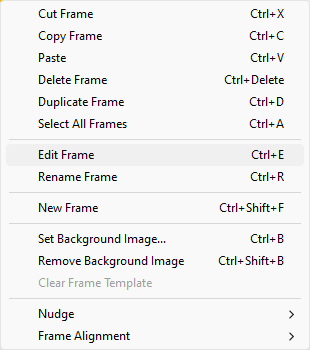 Cut Frame Ctrl+X
Copy Frame Ctrl+C
Paste Ctrl+V
Delete Frame Ctrl+Delete
Duplicate Frame Ctrl+D
Select All Frames Ctrl+A
Edit Frame Ctrl+E
Rename Frame Ctrl+R
New Frame Ctrl+Shift+F
Set Background Image... Ctrl+B
Remove Background Image Ctrl+Shift+B
Clear Frame Template
Nudge
Frame Alignment